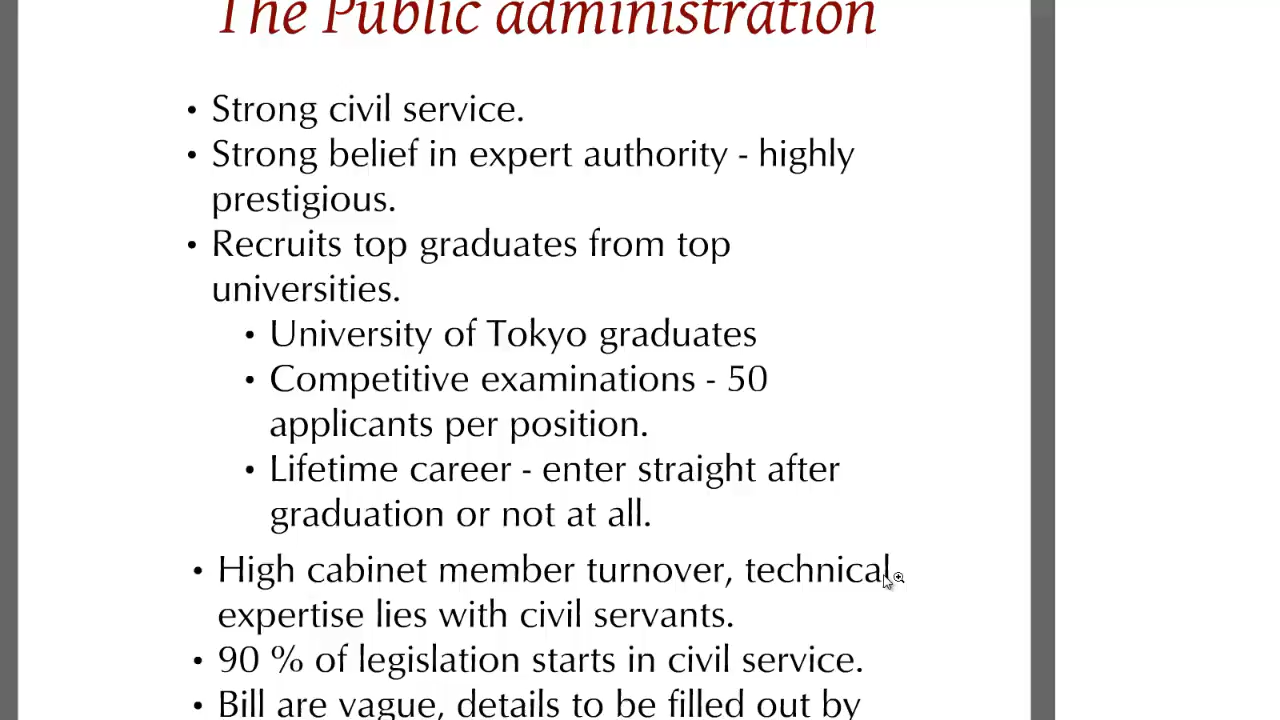 The Public administration
• Strong civil service.
• Strong belief in expert authority - highly
prestigious.
• Recruits top graduates from top
universities.
• University of Tokyo graduates
• Competitive examinations - 50
applicants per position.
• Lifetime career - enter straight after
graduation or not at all.
• High cabinet member turnover, technical
expertise lies with civil servants.
• 90 % of legislation starts in civil service.
• Bill are vague, details to be filled out by